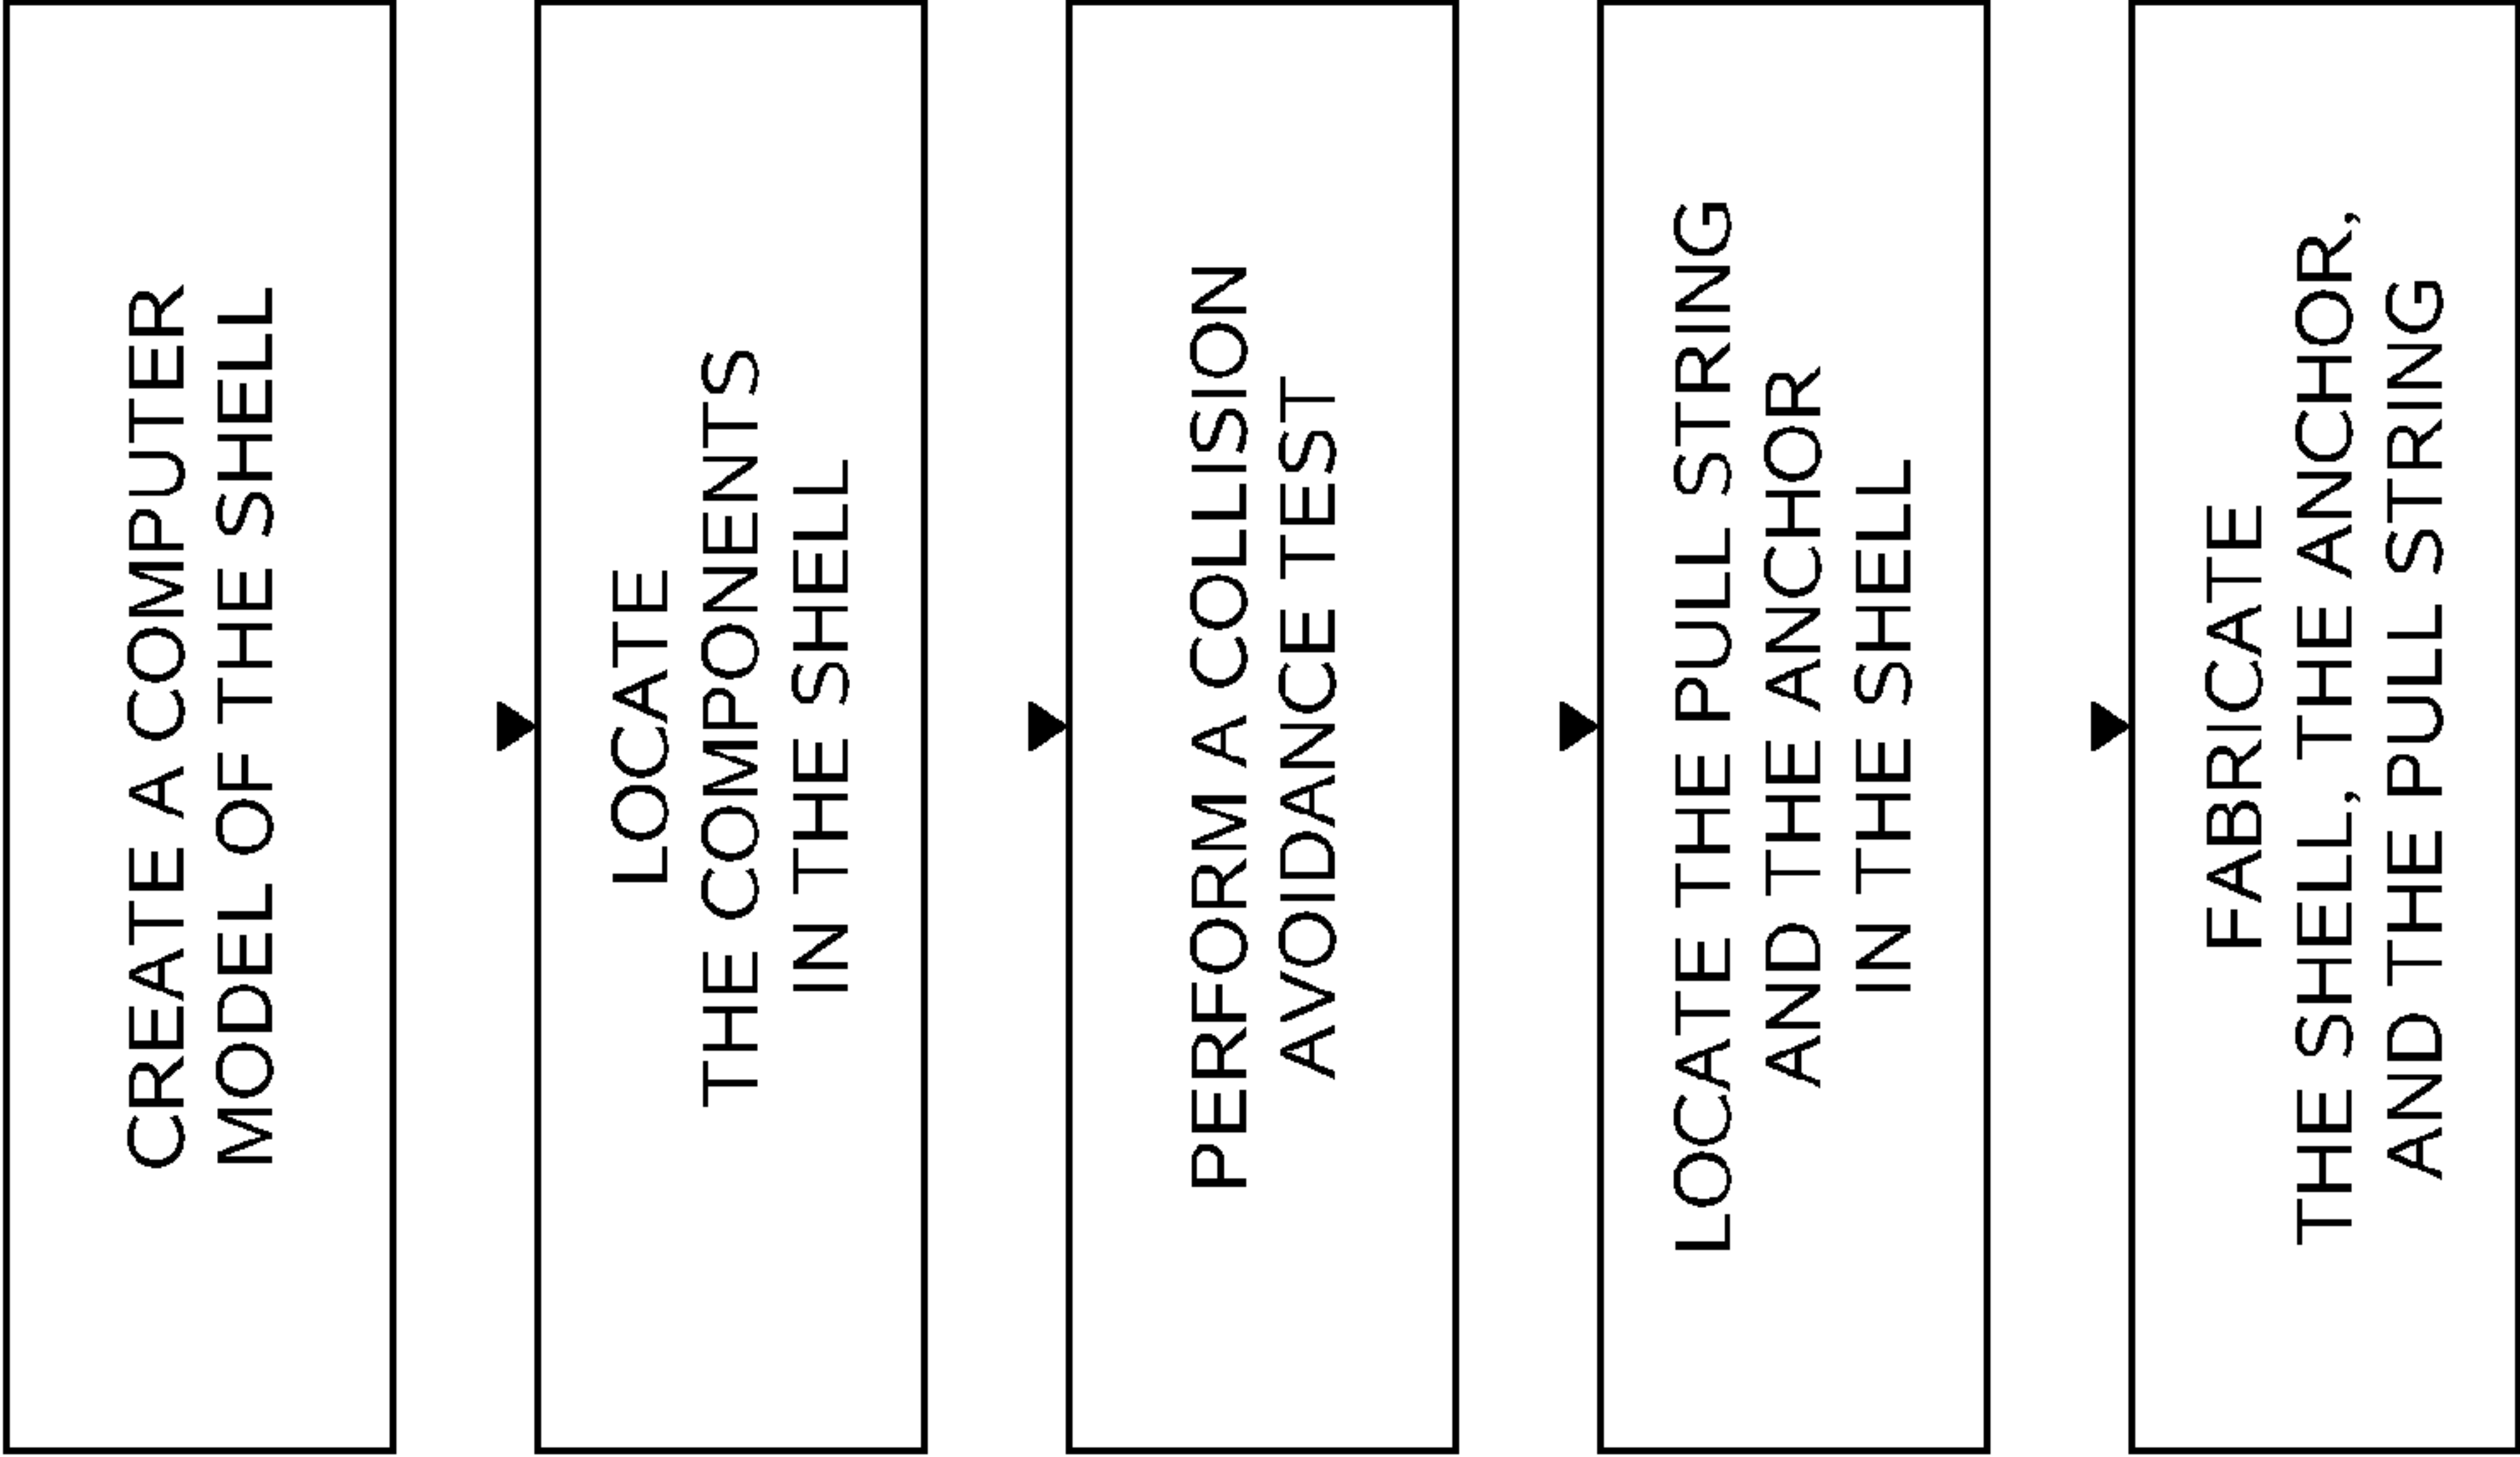 CREATE A COMPUTER
MODEL OF THE SHELL
LOCATE
THE COMPONENTS
IN THE SHELL
PERFORM A COLLISION
AVOIDANCE TEST
LOCATE THE PULL STRING
AND THE ANCHOR
IN THE SHELL
FABRICATE
THE SHELL, THE ANCHOR,
AND THE PULL STRING